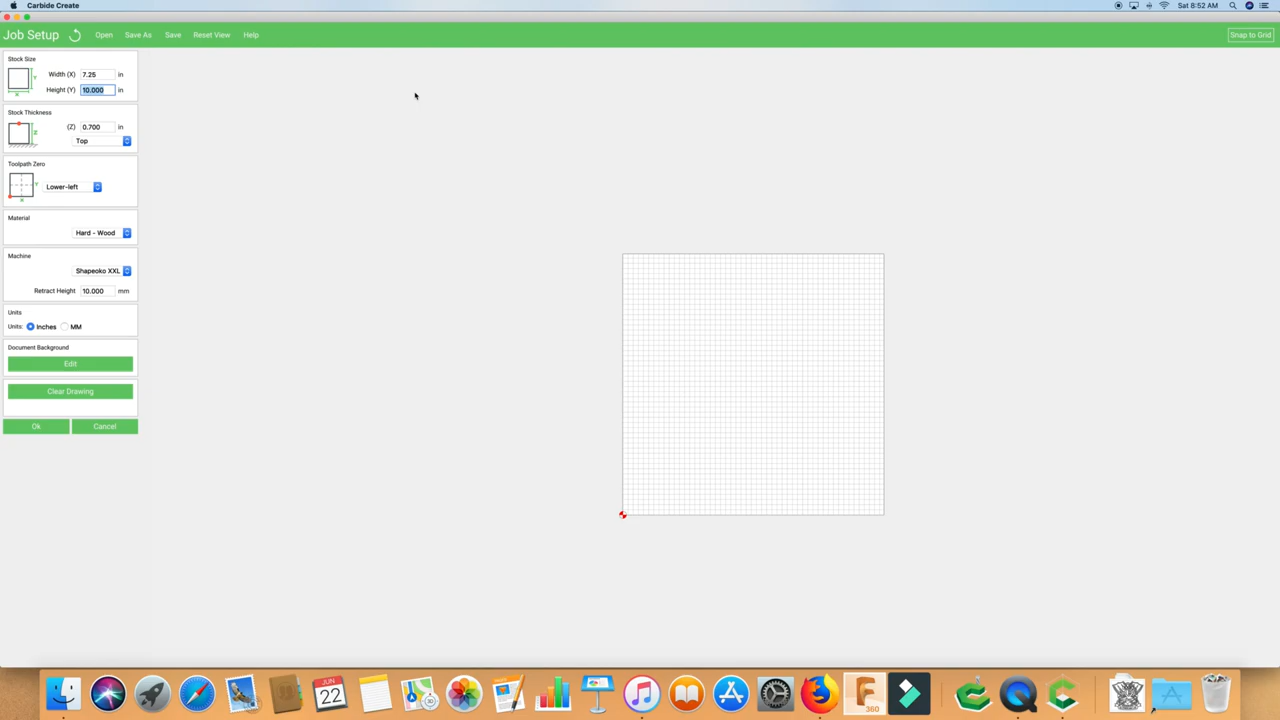 Carbide Create
Sat 8:52 AM
Job Setup
Open
Save As
Save
Reset View
Help
Snap to Grid
Stock Size
Width (X) 7.25 in
Height (Y) 10.000 in
Y
X
Stock Thickness
(Z) 0.700 in
Z
Top
Toolpath Zero
Lower-left
Y
X
Material
Hard - Wood
Machine
Shapeoko XXL
Retract Height 10.000 mm
Units
Units: Inches MM
Document Background
Edit
Clear Drawing
Ok
Cancel
JUN
22
3D
F
360